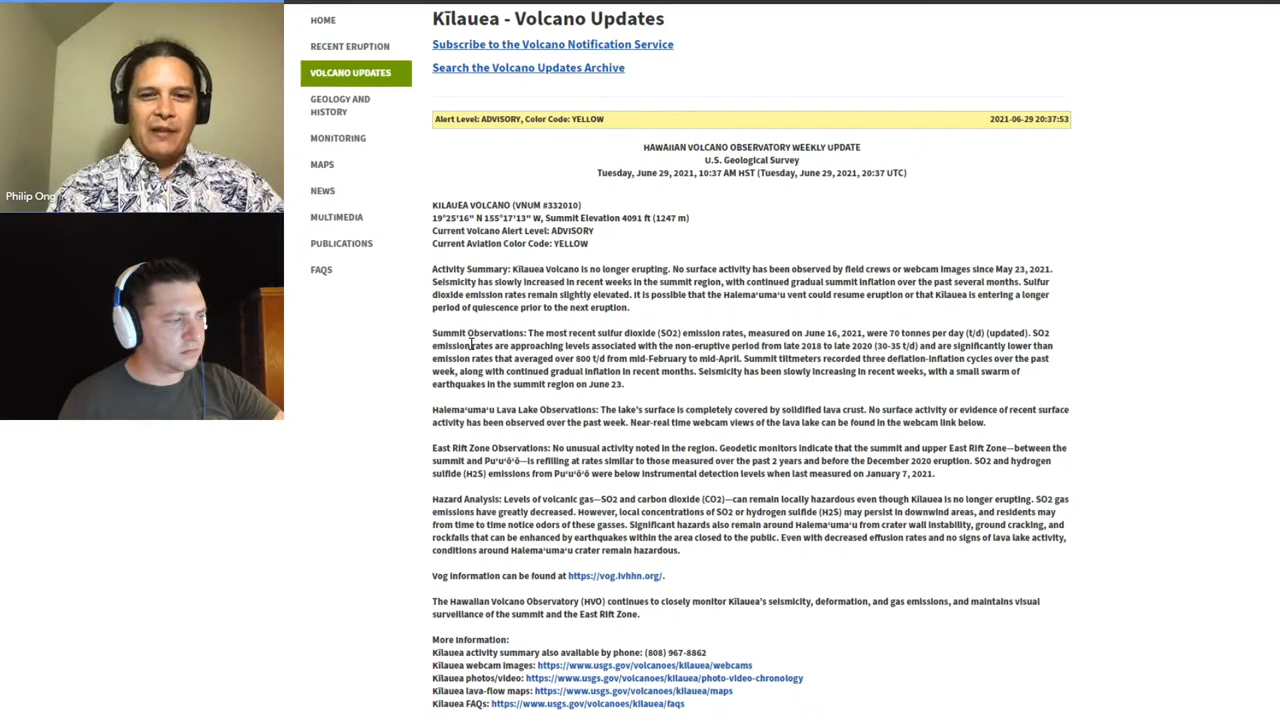 Philip Ong
HOME
RECENT ERUPTION
VOLCANO UPDATES
GEOLOGY AND
HISTORY
MONITORING
MAPS
NEWS
MULTIMEDIA
PUBLICATIONS
FAQS
Kīlauea - Volcano Updates
Subscribe to the Volcano Notification Service
Search the Volcano Updates Archive
Alert Level: ADVISORY, Color Code: YELLOW 2021-06-29 20:37:53
HAWAIIAN VOLCANO OBSERVATORY WEEKLY UPDATE
U.S. Geological Survey
Tuesday, June 29, 2021, 10:37 AM HST (Tuesday, June 29, 2021, 20:37 UTC)
KILAUEA VOLCANO (VNUM #332010)
19°25'16" N 155°17'13" W, Summit Elevation 4091 ft (1247 m)
Current Volcano Alert Level: ADVISORY
Current Aviation Color Code: YELLOW
Activity Summary: Kīlauea Volcano is no longer erupting. No surface activity has been observed by field crews or webcam images since May 23, 2021.
Seismicity has slowly increased in recent weeks in the summit region, with continued gradual summit inflation over the past several months. Sulfur
dioxide emission rates remain slightly elevated. It is possible that the Halemaʻumaʻu vent could resume eruption or that Kīlauea is entering a longer
period of quiescence prior to the next eruption.
Summit Observations: The most recent sulfur dioxide (SO2) emission rates, measured on June 16, 2021, were 70 tonnes per day (t/d) (updated). SO2
emission rates are approaching levels associated with the non-eruptive period from late 2018 to late 2020 (30-35 t/d) and are significantly lower than
emission rates that averaged over 800 t/d from mid-February to mid-April. Summit tiltmeters recorded three deflation-inflation cycles over the past
week, along with continued gradual inflation in recent months. Seismicity has been slowly increasing in recent weeks, with a small swarm of
earthquakes in the summit region on June 23.
Halemaʻumaʻu Lava Lake Observations: The lake's surface is completely covered by solidified lava crust. No surface activity or evidence of recent surface
activity has been observed over the past week. Near-real time webcam views of the lava lake can be found in the webcam link below.
East Rift Zone Observations: No unusual activity noted in the region. Geodetic monitors indicate that the summit and upper East Rift Zone—between the
summit and Puʻuʻōʻō—is refilling at rates similar to those measured over the past 2 years and before the December 2020 eruption. SO2 and hydrogen
sulfide (H2S) emissions from Puʻuʻōʻō were below instrumental detection levels when last measured on January 7, 2021.
Hazard Analysis: Levels of volcanic gas—SO2 and carbon dioxide (CO2)—can remain locally hazardous even though Kīlauea is no longer erupting. SO2 gas
emissions have greatly decreased. However, local concentrations of SO2 or hydrogen sulfide (H2S) may persist in downwind areas, and residents may
from time to time notice odors of these gasses. Significant hazards also remain around Halemaʻumaʻu from crater wall instability, ground cracking, and
rockfalls that can be enhanced by earthquakes within the area closed to the public. Even with decreased effusion rates and no signs of lava lake activity,
conditions around Halemaʻumaʻu crater remain hazardous.
Vog information can be found at https://vog.ivhhn.org/.
The Hawaiian Volcano Observatory (HVO) continues to closely monitor Kīlauea's seismicity, deformation, and gas emissions, and maintains visual
surveillance of the summit and the East Rift Zone.
More Information:
Kīlauea activity summary also available by phone: (808) 967-8862
Kīlauea webcam images: https://www.usgs.gov/volcanoes/kilauea/webcams
Kīlauea photos/video: https://www.usgs.gov/volcanoes/kilauea/photo-video-chronology
Kīlauea lava-flow maps: https://www.usgs.gov/volcanoes/kilauea/maps
Kīlauea FAQs: https://www.usgs.gov/volcanoes/kilauea/faqs